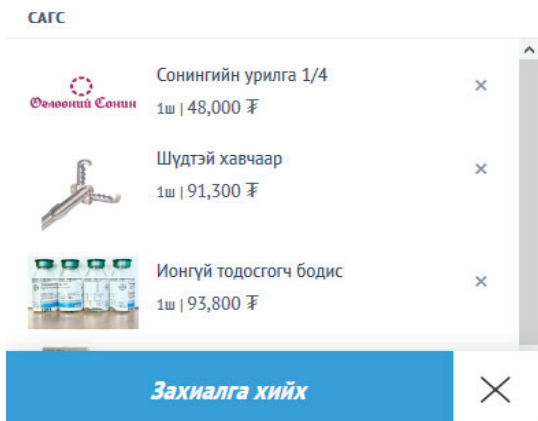 САГС
Сонингийн урилга 1/4
Өглөөний Сонин
1ш | 48,000 ₮
Шүдтэй хавчаар
1ш | 91,300 ₮
Ионгүй тодосгогч бодис
1ш | 93,800 ₮
Захиалга хийх